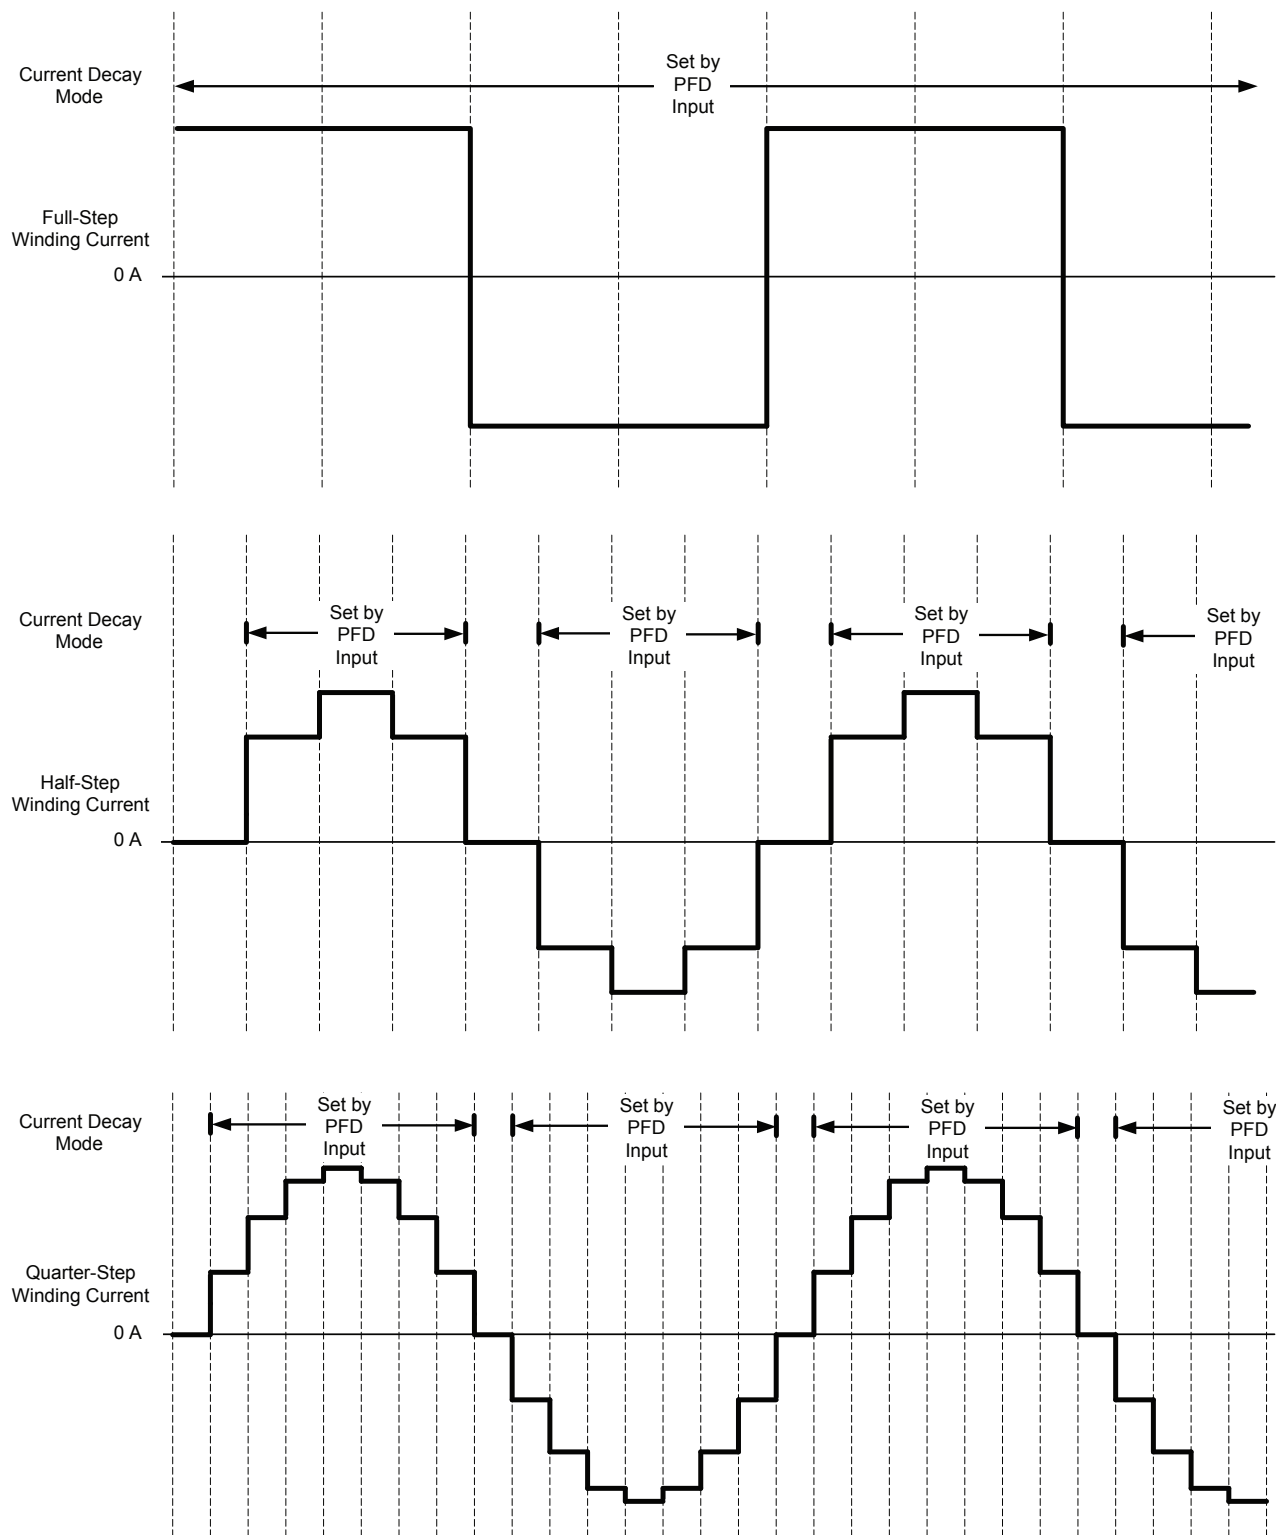 Current Decay
Mode
Set by
PFD
Input
Full-Step
Winding Current
0 A
Current Decay
Mode
Set by
PFD
Input
Set by
PFD
Input
Set by
PFD
Input
Set by
PFD
Input
Half-Step
Winding Current
0 A
Current Decay
Mode
Set by
PFD
Input
Set by
PFD
Input
Set by
PFD
Input
Set by
PFD
Input
Quarter-Step
Winding Current
0 A